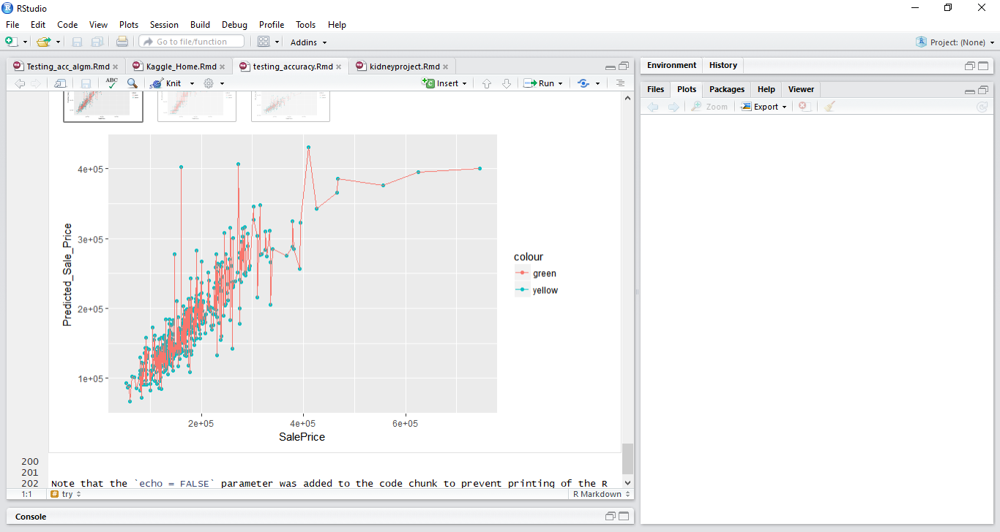 RStudio
File Edit Code View Plots Session Build Debug Profile Tools Help
Go to file/function Addins Project: (None)
Testing_acc_algm.Rmd Kaggle_Home.Rmd testing_accuracy.Rmd kidneyproject.Rmd
ABC Knit Insert Run
Environment History
Files Plots Packages Help Viewer
Zoom Export
Predicted_Sale_Price
4e+05
3e+05
2e+05
1e+05
2e+05 4e+05 6e+05
SalePrice
colour
green
yellow
200
201
202 Note that the `echo = FALSE` parameter was added to the code chunk to prevent printing of the R
1:1 # try R Markdown
Console